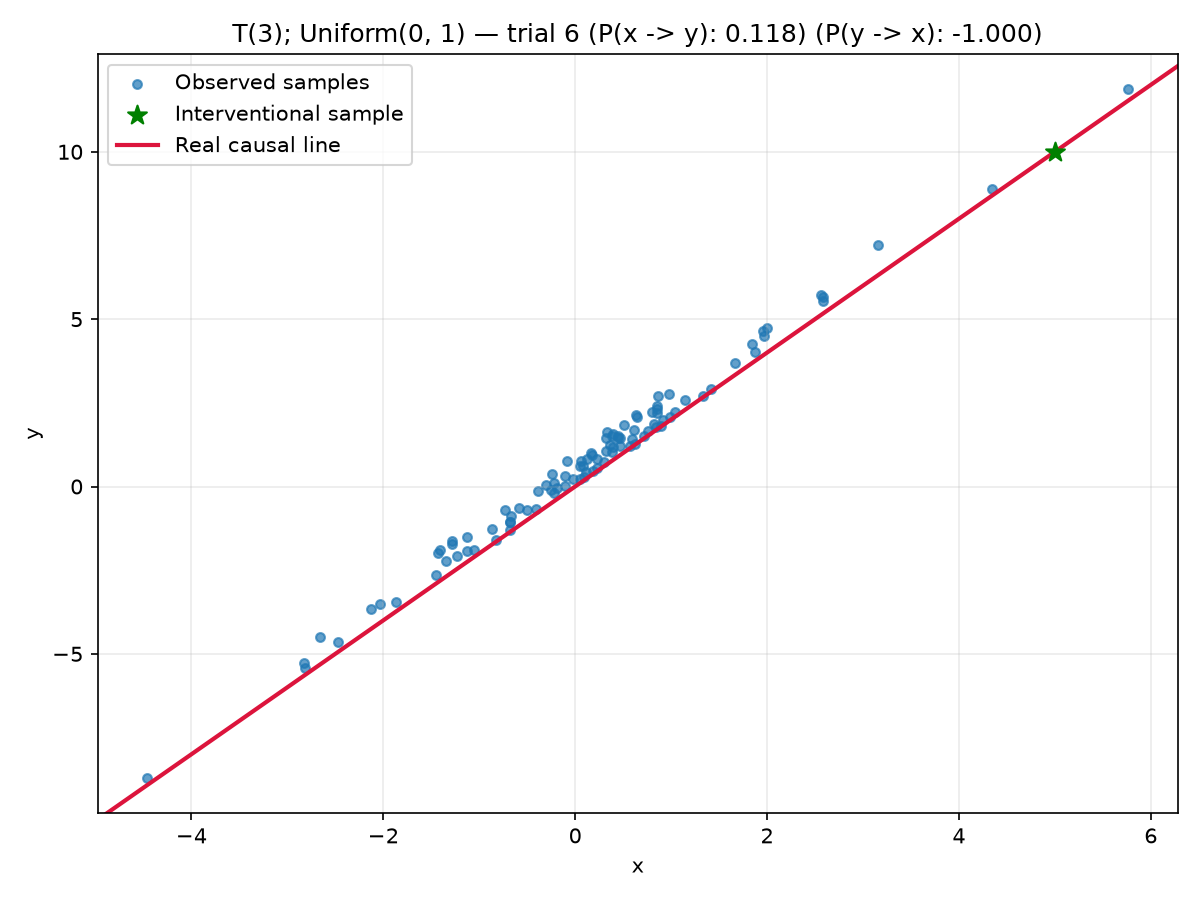 T(3); Uniform(0, 1) — trial 6 (P(x -> y): 0.118) (P(y -> x): -1.000)
Observed samples
Interventional sample
Real causal line
10
5
0
−5
y
−4
−2
0
2
4
6
x